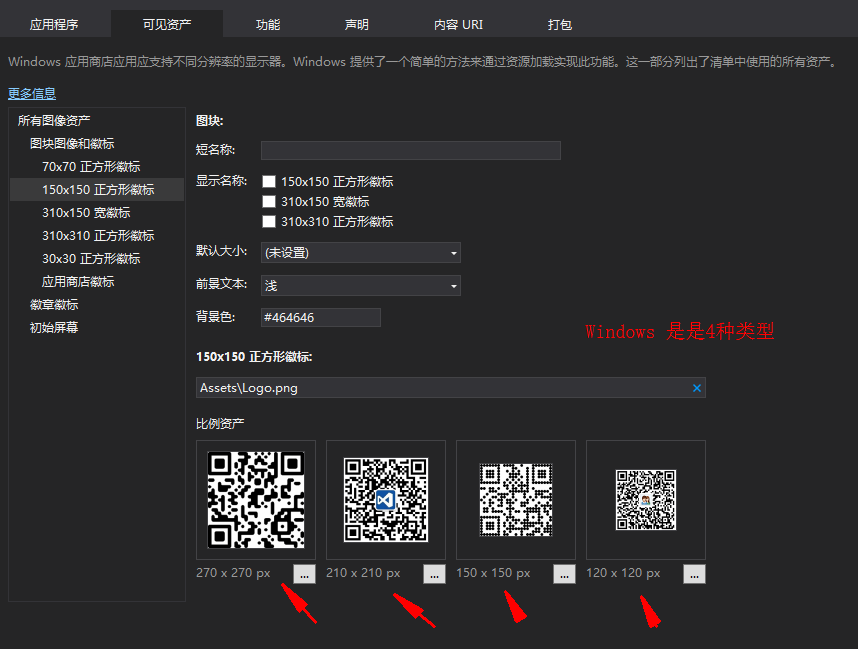 应用程序 可见资产 功能 声明 内容 URI 打包
Windows 应用商店应用应支持不同分辨率的显示器。Windows 提供了一个简单的方法来通过资源加载实现此功能。这一部分列出了清单中使用的所有资产。
更多信息
所有图像资产
图块图像和徽标
70x70 正方形徽标
150x150 正方形徽标
310x150 宽徽标
310x310 正方形徽标
30x30 正方形徽标
应用商店徽标
徽章徽标
初始屏幕
图块:
短名称:
显示名称: 150x150 正方形徽标
310x150 宽徽标
310x310 正方形徽标
默认大小: (未设置)
前景文本: 浅
背景色: #464646
Windows 是是4种类型
150x150 正方形徽标:
Assets\Logo.png
比例资产
270 x 270 px ... 210 x 210 px ... 150 x 150 px ... 120 x 120 px ...